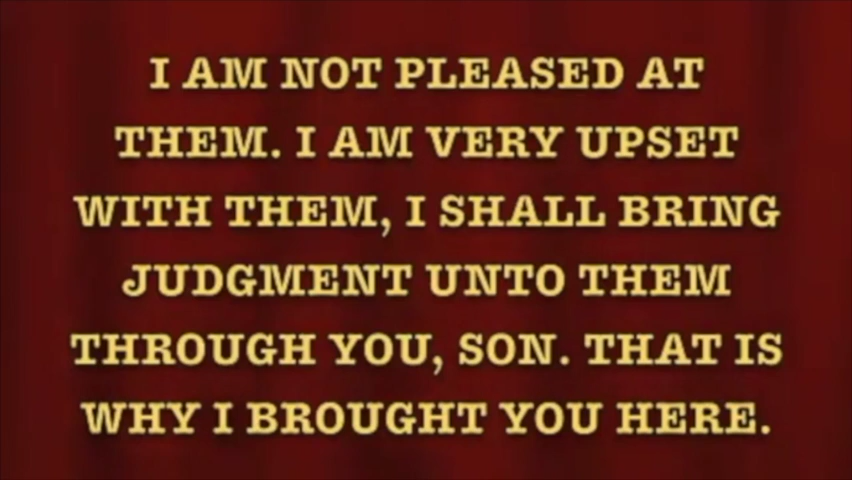 I AM NOT PLEASED AT
THEM. I AM VERY UPSET
WITH THEM, I SHALL BRING
JUDGMENT UNTO THEM
THROUGH YOU, SON. THAT IS
WHY I BROUGHT YOU HERE.